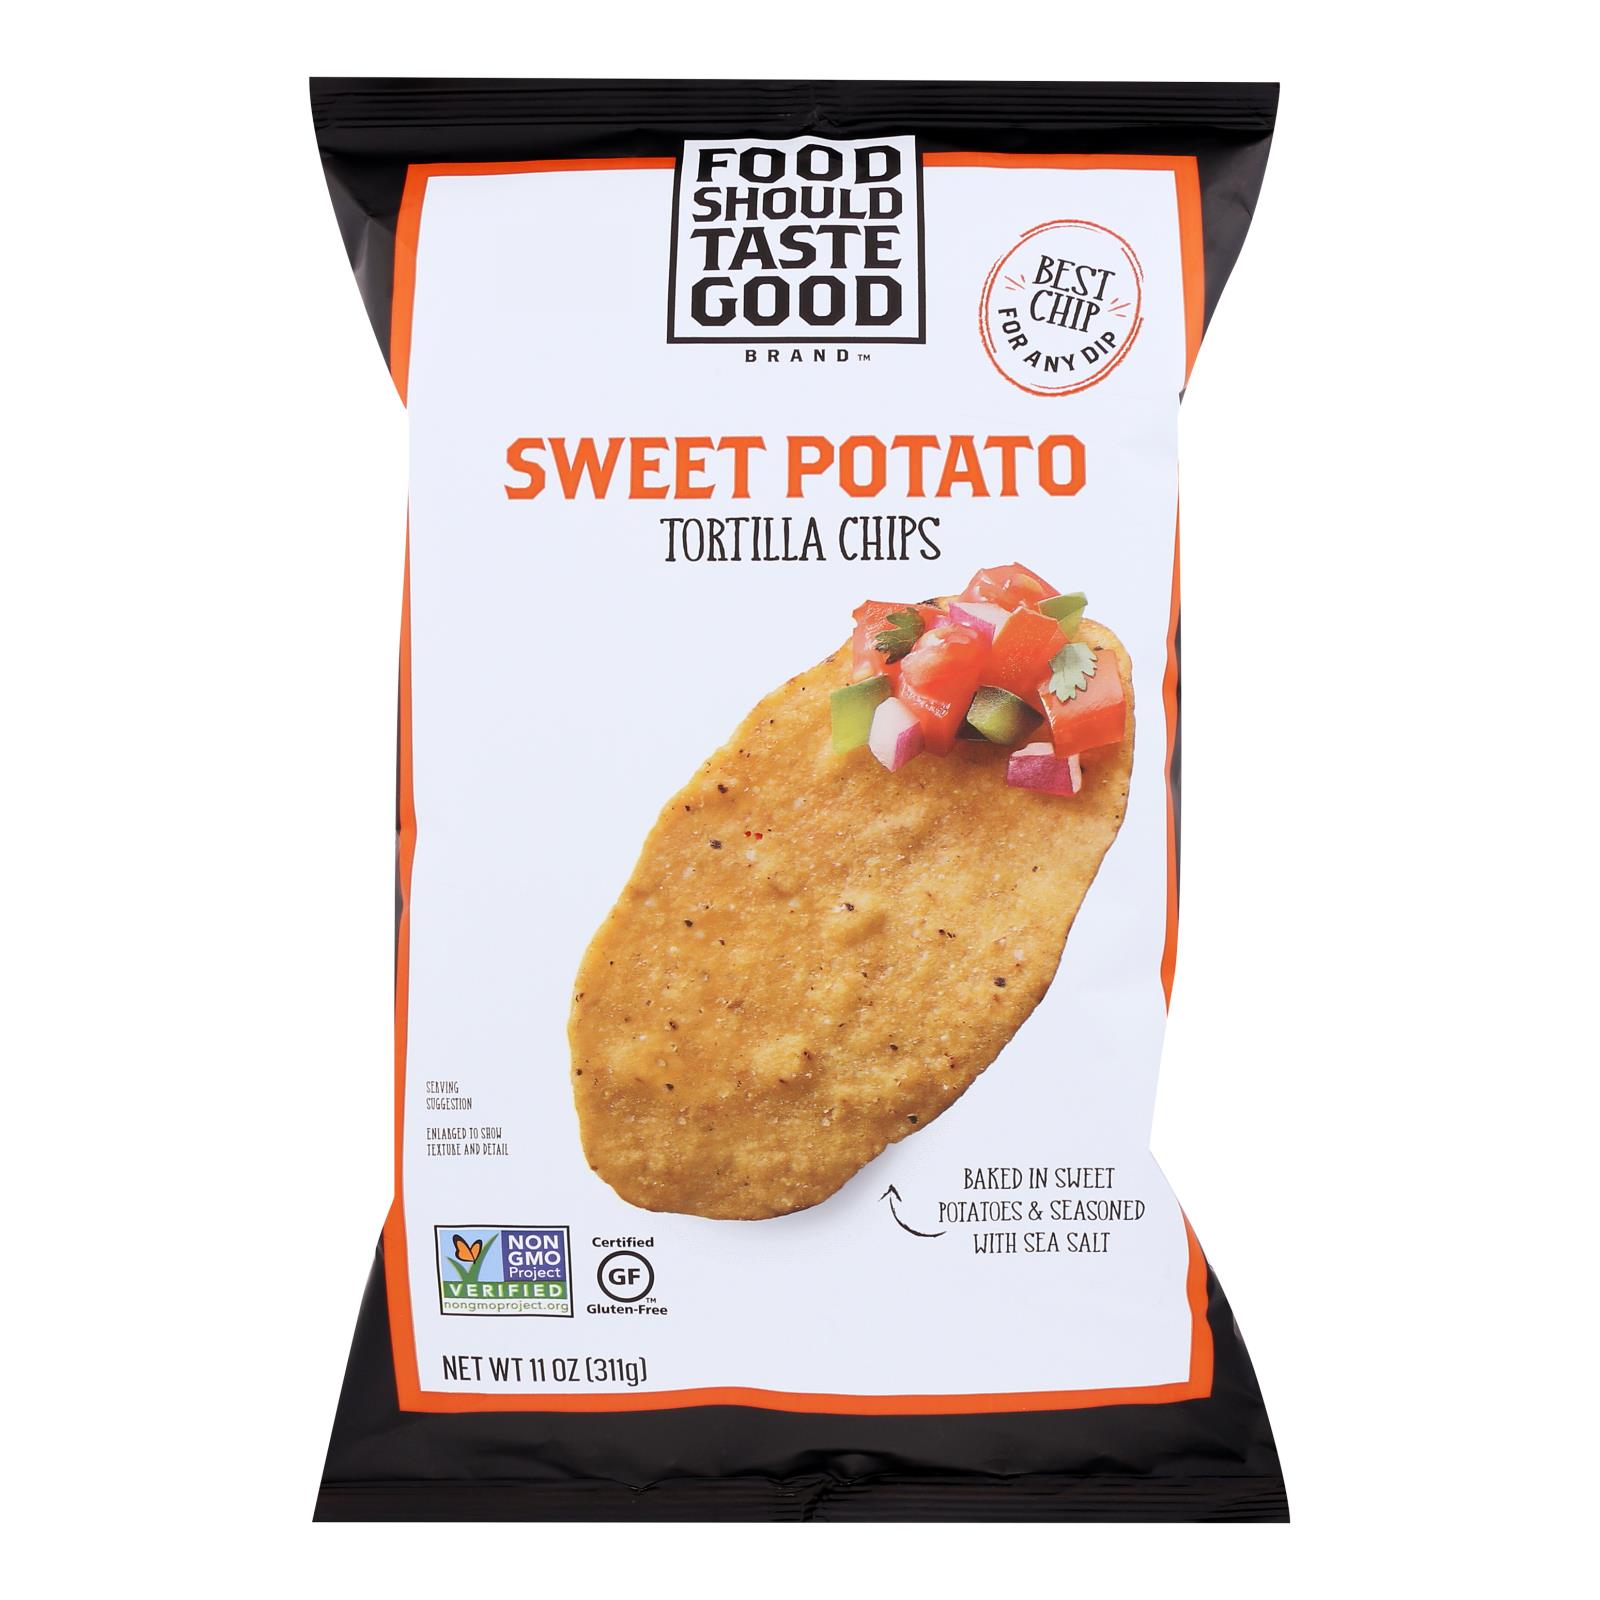 FOOD
SHOULD
TASTE
GOOD
BRAND™
BEST
CHIP
FOR ANY DIP
SWEET POTATO
TORTILLA CHIPS
SERVING
SUGGESTION
ENLARGED TO SHOW
TEXTURE AND DETAIL
BAKED IN SWEET
POTATOES & SEASONED
WITH SEA SALT
NON
GMO
Project
VERIFIED
nongmoproject.org
Certified
GF™
Gluten-Free
NET WT 11 OZ (311g)